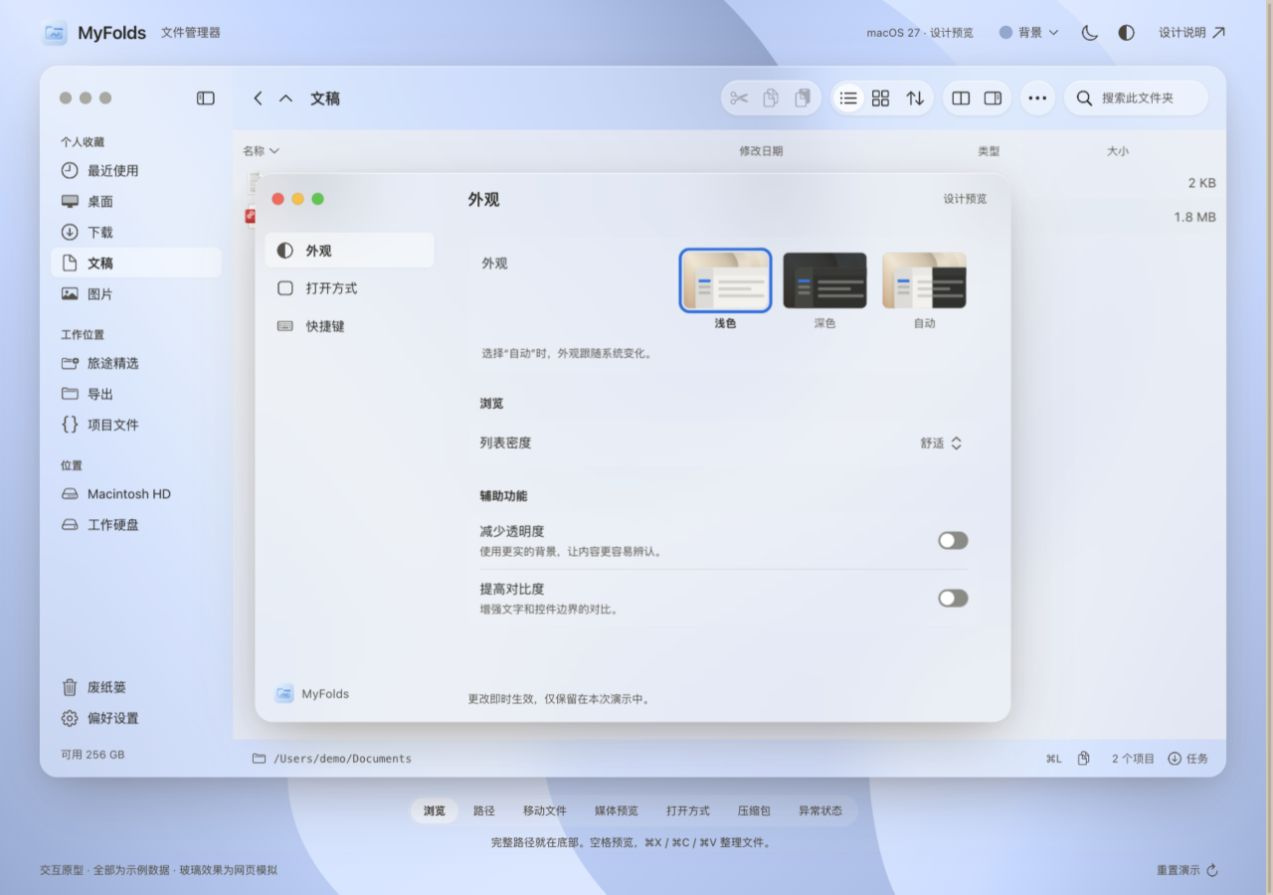 MyFolds 文件管理器 macOS 27 · 设计预览 背景 设计说明
文稿 搜索此文件夹
个人收藏
最近使用
桌面
下载
文稿
图片
工作位置
旅途精选
导出
项目文件
位置
Macintosh HD
工作硬盘
废纸篓
偏好设置
可用 256 GB
名称 修改日期 类型 大小
2 KB
1.8 MB
外观 设计预览
外观
打开方式
快捷键
MyFolds
外观
浅色 深色 自动
选择“自动”时，外观跟随系统变化。
浏览
列表密度 舒适
辅助功能
减少透明度
使用更实的背景，让内容更容易辨认。
提高对比度
增强文字和控件边界的对比。
更改即时生效，仅保留在本次演示中。
/Users/demo/Documents ⌘L 2 个项目 任务
浏览 路径 移动文件 媒体预览 打开方式 压缩包 异常状态
完整路径就在底部。空格预览，⌘X / ⌘C / ⌘V 整理文件。
交互原型 · 全部为示例数据 · 玻璃效果为网页模拟 重置演示